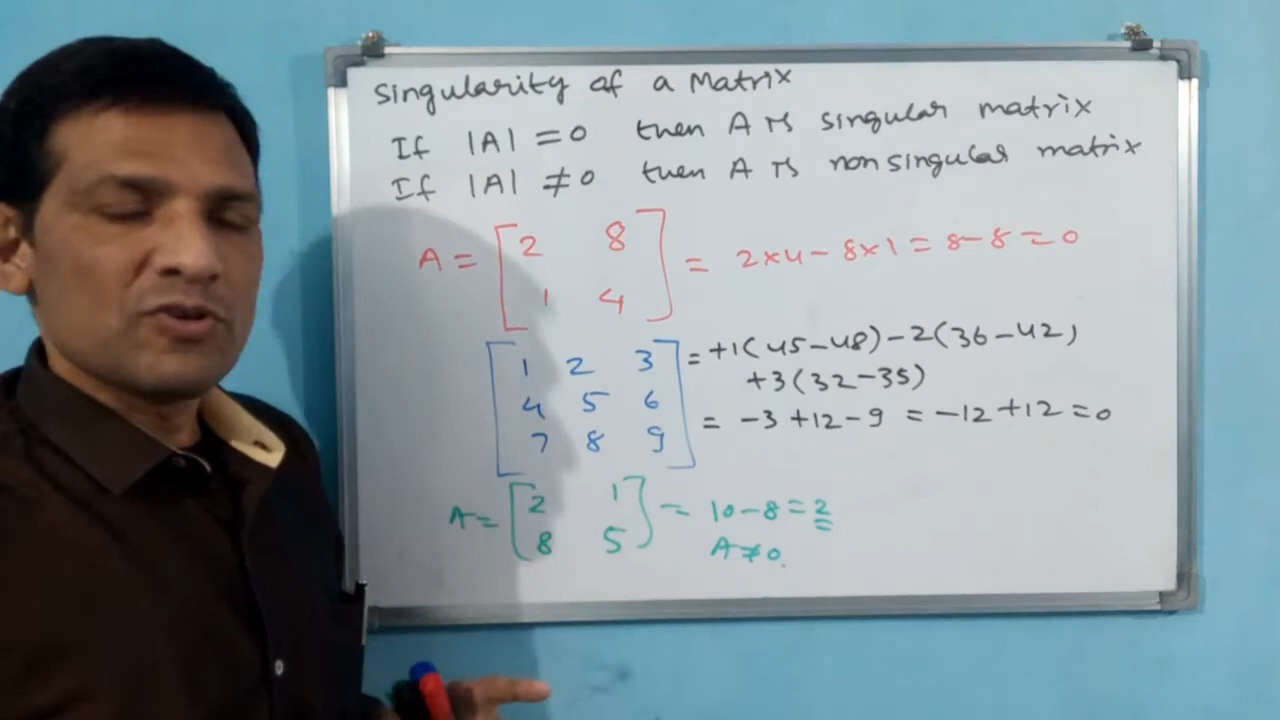 Singularity of a Matrix
If |A| = 0 then A is singular matrix
If |A| ≠ 0 then A is nonsingular matrix
A = [2 8
1 4] = 2×4 - 8×1 = 8-8 = 0
[1 2 3
4 5 6
7 8 9] = +1(45-48) - 2(36-42)
+3(32-35)
= -3 +12 -9 = -12 +12 = 0
A = [2 1
8 5] = 10-8 = 2
A ≠ 0.